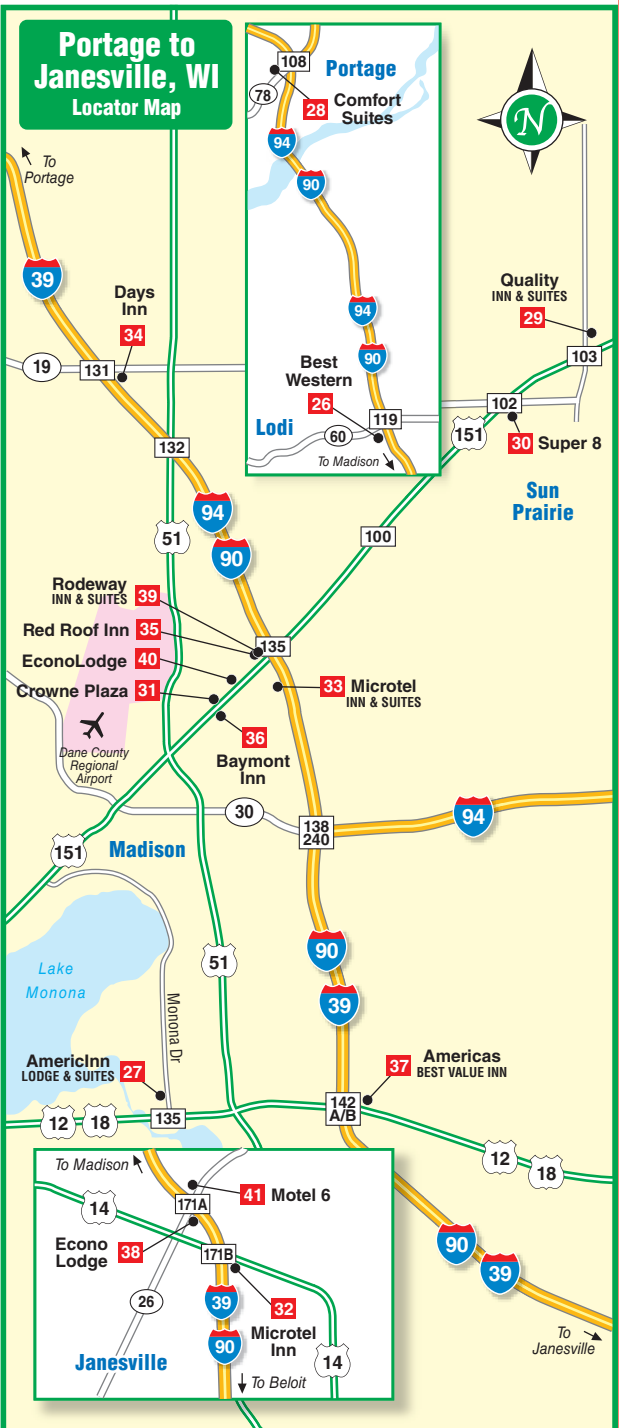 Portage to
Janesville, WI
Locator Map
108
Portage
78
28 Comfort
Suites
94
90
N
To
Portage
39
Days
Inn
34
19
131
94
90
Best
Western
26
119
Lodi
60
To Madison
Quality
INN & SUITES
29
103
102
151
30 Super 8
Sun
Prairie
132
94
51
90
100
Rodeway
INN & SUITES
39
Red Roof Inn 35
135
EconoLodge 40
Crowne Plaza 31
33 Microtel
INN & SUITES
36
Baymont
Inn
Dane County
Regional
Airport
30
138
240
94
151
Madison
90
51
Lake
Monona
39
Monona Dr
AmericInn
LODGE & SUITES
27
37 Americas
BEST VALUE INN
142
A/B
12
18
135
12
18
To Madison
14
171A
41 Motel 6
Econo
Lodge
38
171B
26
39
32
Microtel
Inn
90
Janesville
14
To Beloit
90
39
To
Janesville